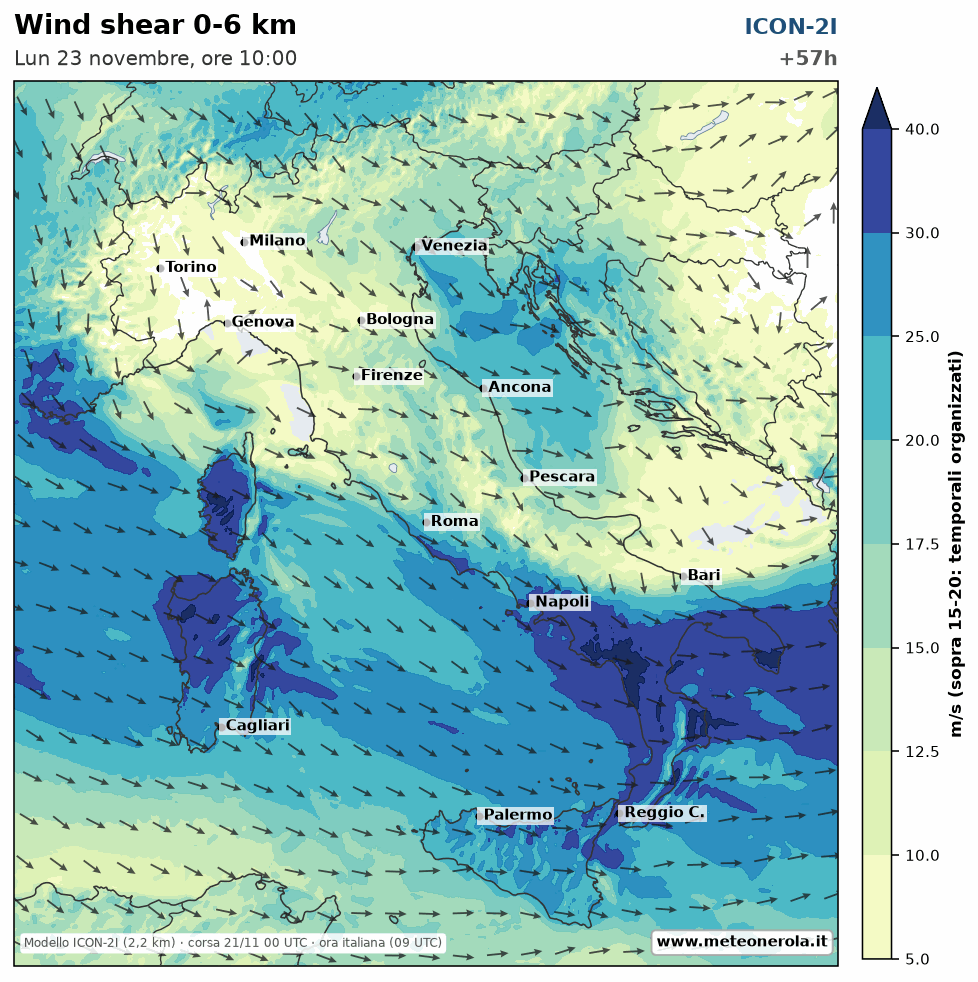 Wind shear 0-6 km
ICON-2I
Lun 23 novembre, ore 10:00
+57h
Milano
Venezia
Torino
Genova
Bologna
Firenze
Ancona
Pescara
Roma
Bari
Napoli
Cagliari
Palermo
Reggio C.
Modello ICON-2I (2,2 km) · corsa 21/11 00 UTC · ora italiana (09 UTC)
www.meteonerola.it
40.0
30.0
25.0
20.0
17.5
15.0
12.5
10.0
5.0
m/s (sopra 15-20: temporali organizzati)